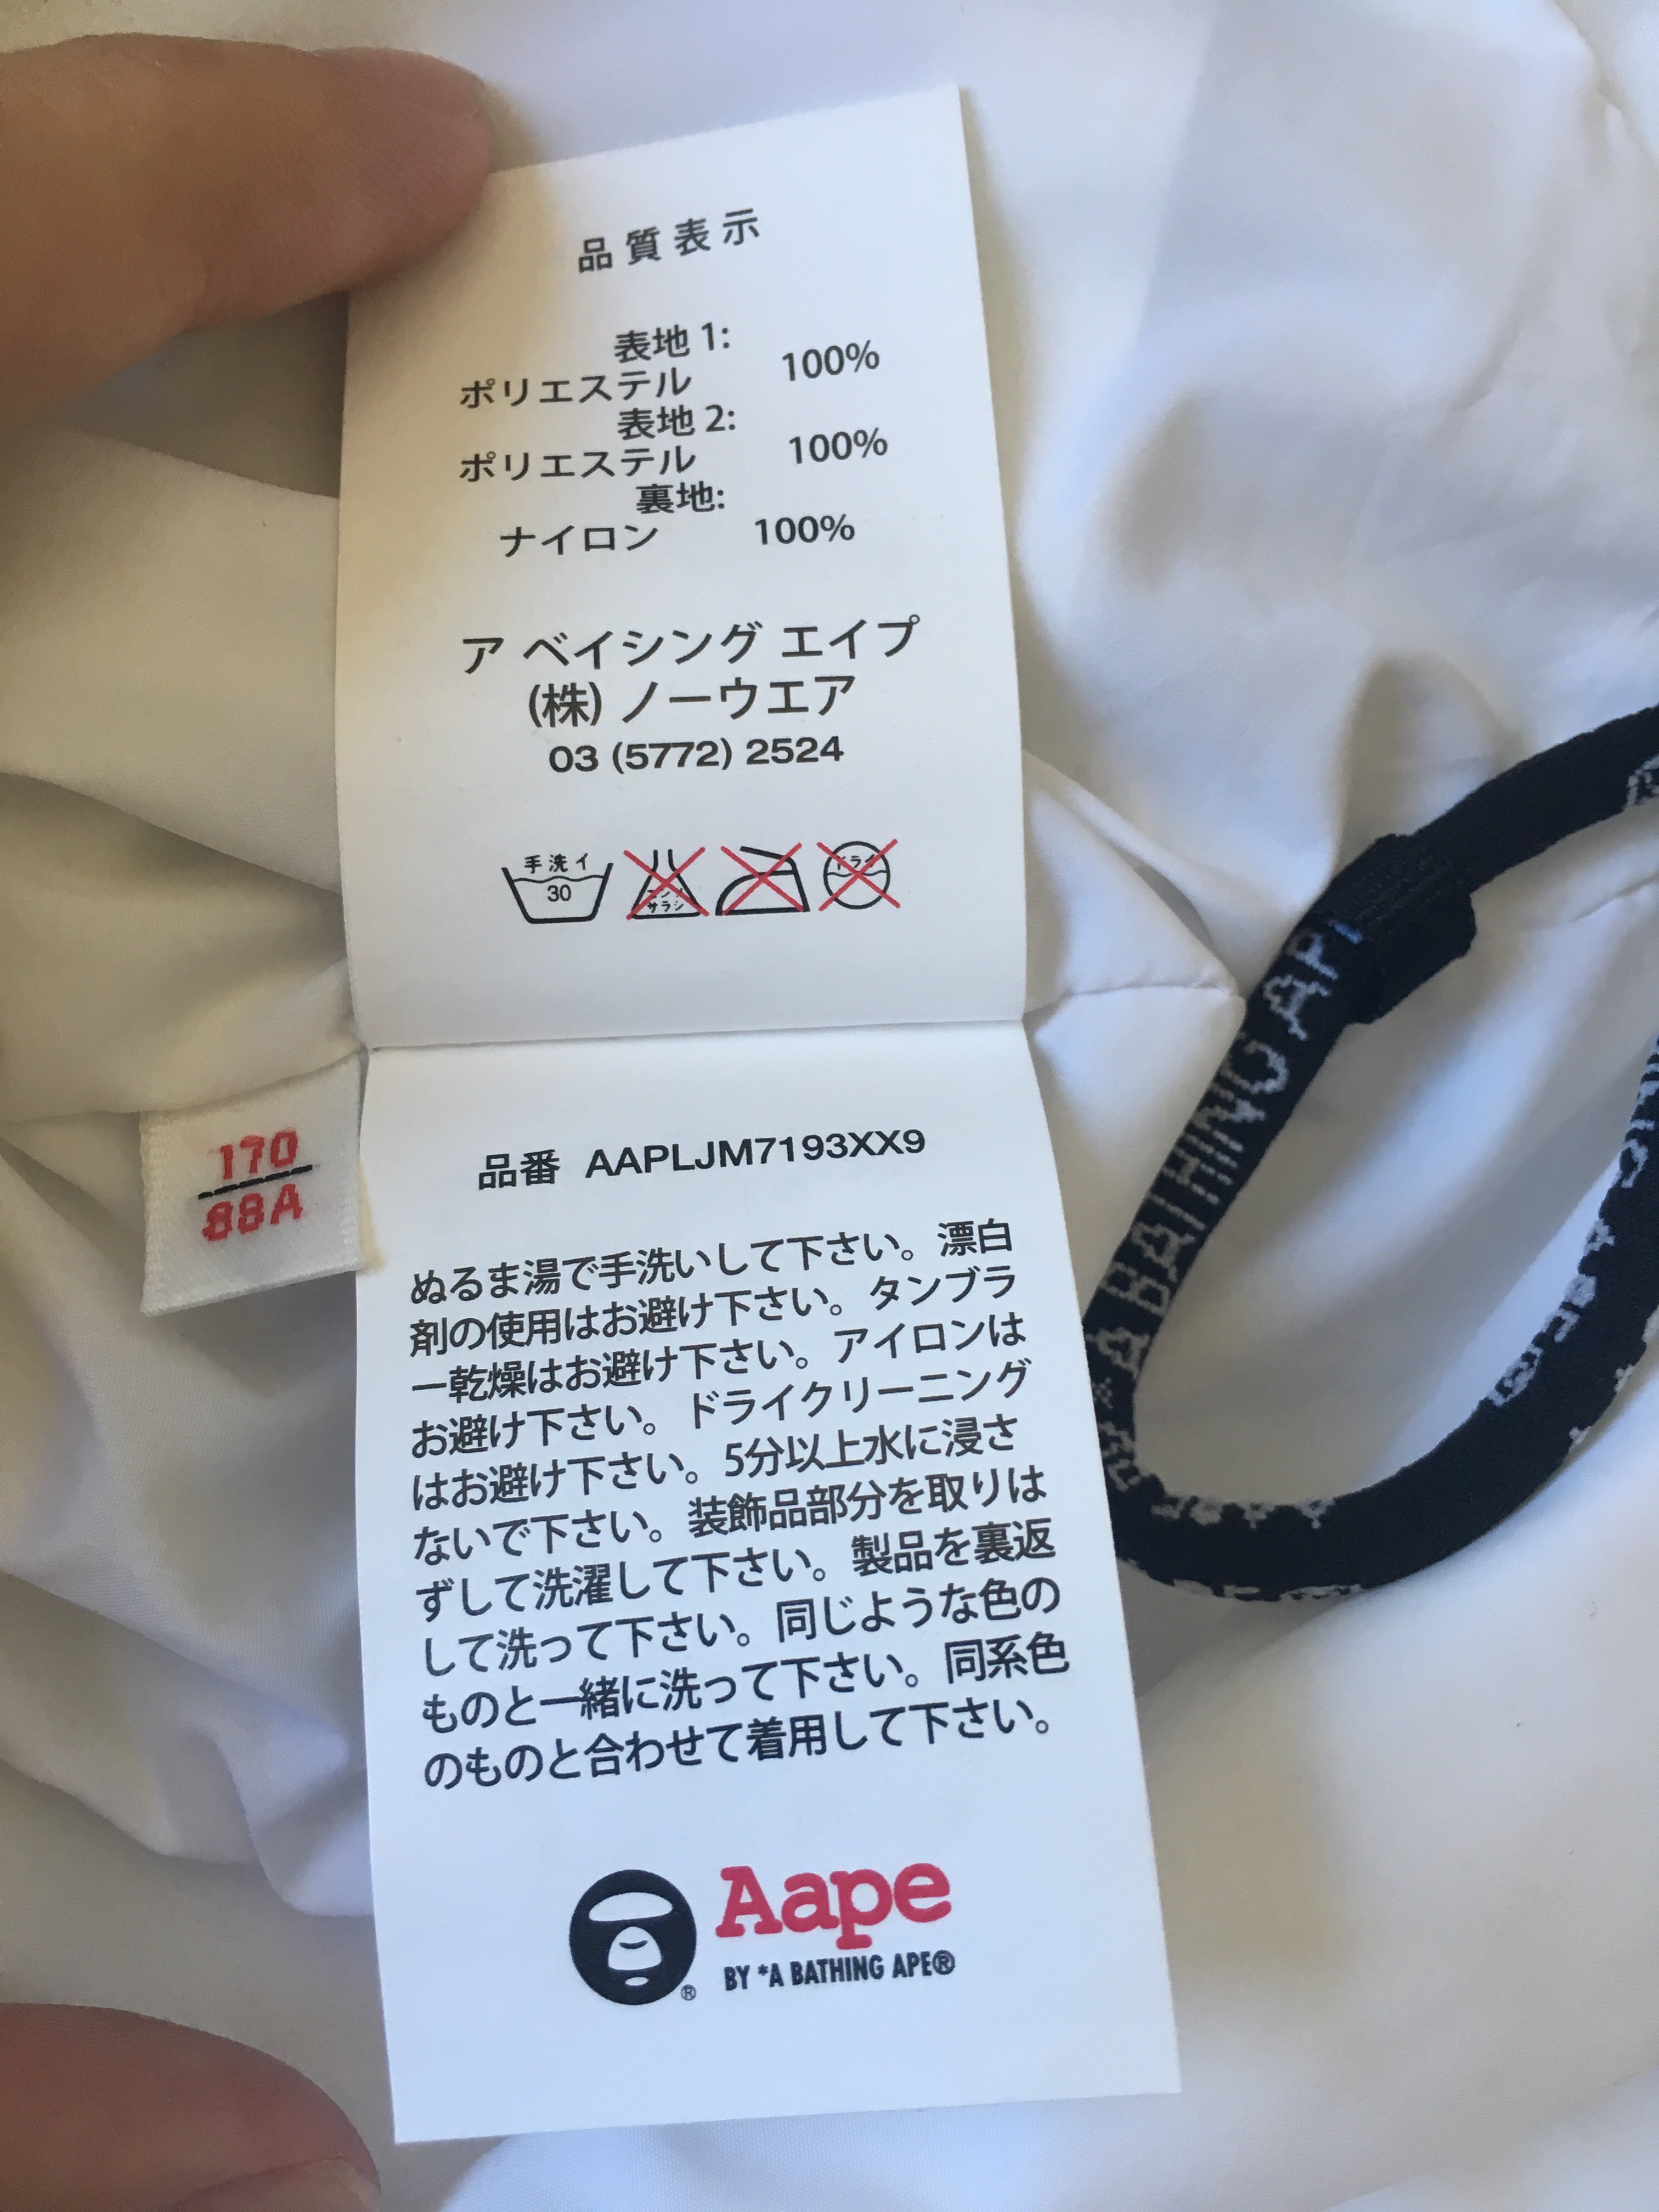 品質表示
表地 1:
ポリエステル 100%
表地 2:
ポリエステル 100%
裏地:
ナイロン 100%
ア ベイシング エイプ
(株) ノーウエア
03 (5772) 2524
手洗イ
30
サラシ
ドライ
170
88A
品番 AAPLJM7193XX9
ぬるま湯で手洗いして下さい。漂白
剤の使用はお避け下さい。タンブラ
ー乾燥はお避け下さい。アイロンは
お避け下さい。ドライクリーニング
はお避け下さい。5分以上水に浸さ
ないで下さい。装飾品部分を取りは
ずして洗濯して下さい。製品を裏返
して洗って下さい。同じような色の
ものと一緒に洗って下さい。同系色
のものと合わせて着用して下さい。
Aape
BY *A BATHING APE®
®
A BATHING APE